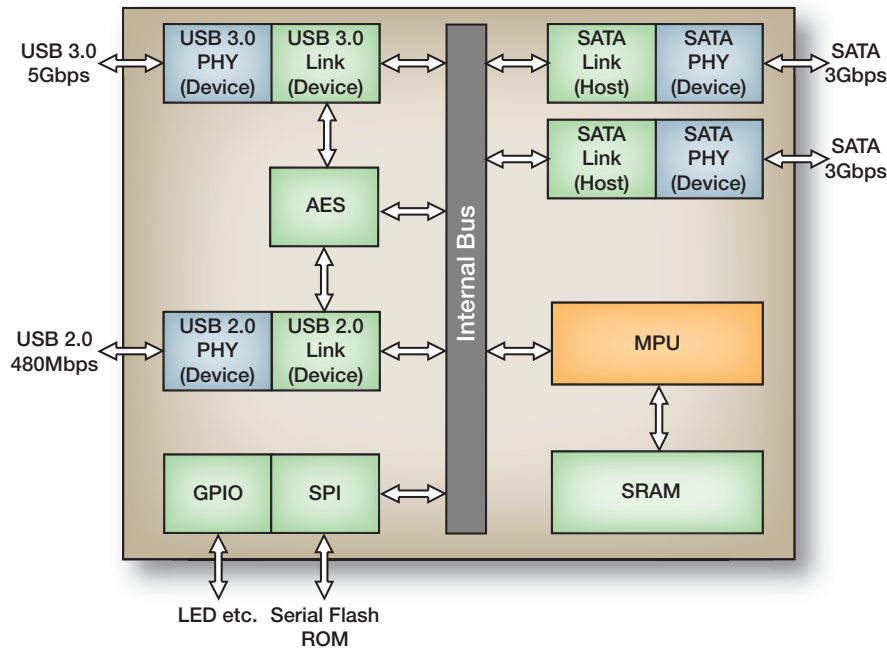 USB 3.0
5Gbps
USB 3.0
PHY
(Device)
USB 3.0
Link
(Device)
SATA
Link
(Host)
SATA
PHY
(Device)
SATA
3Gbps
SATA
Link
(Host)
SATA
PHY
(Device)
SATA
3Gbps
AES
Internal Bus
USB 2.0
480Mbps
USB 2.0
PHY
(Device)
USB 2.0
Link
(Device)
MPU
GPIO
SPI
SRAM
LED etc.
Serial Flash
ROM